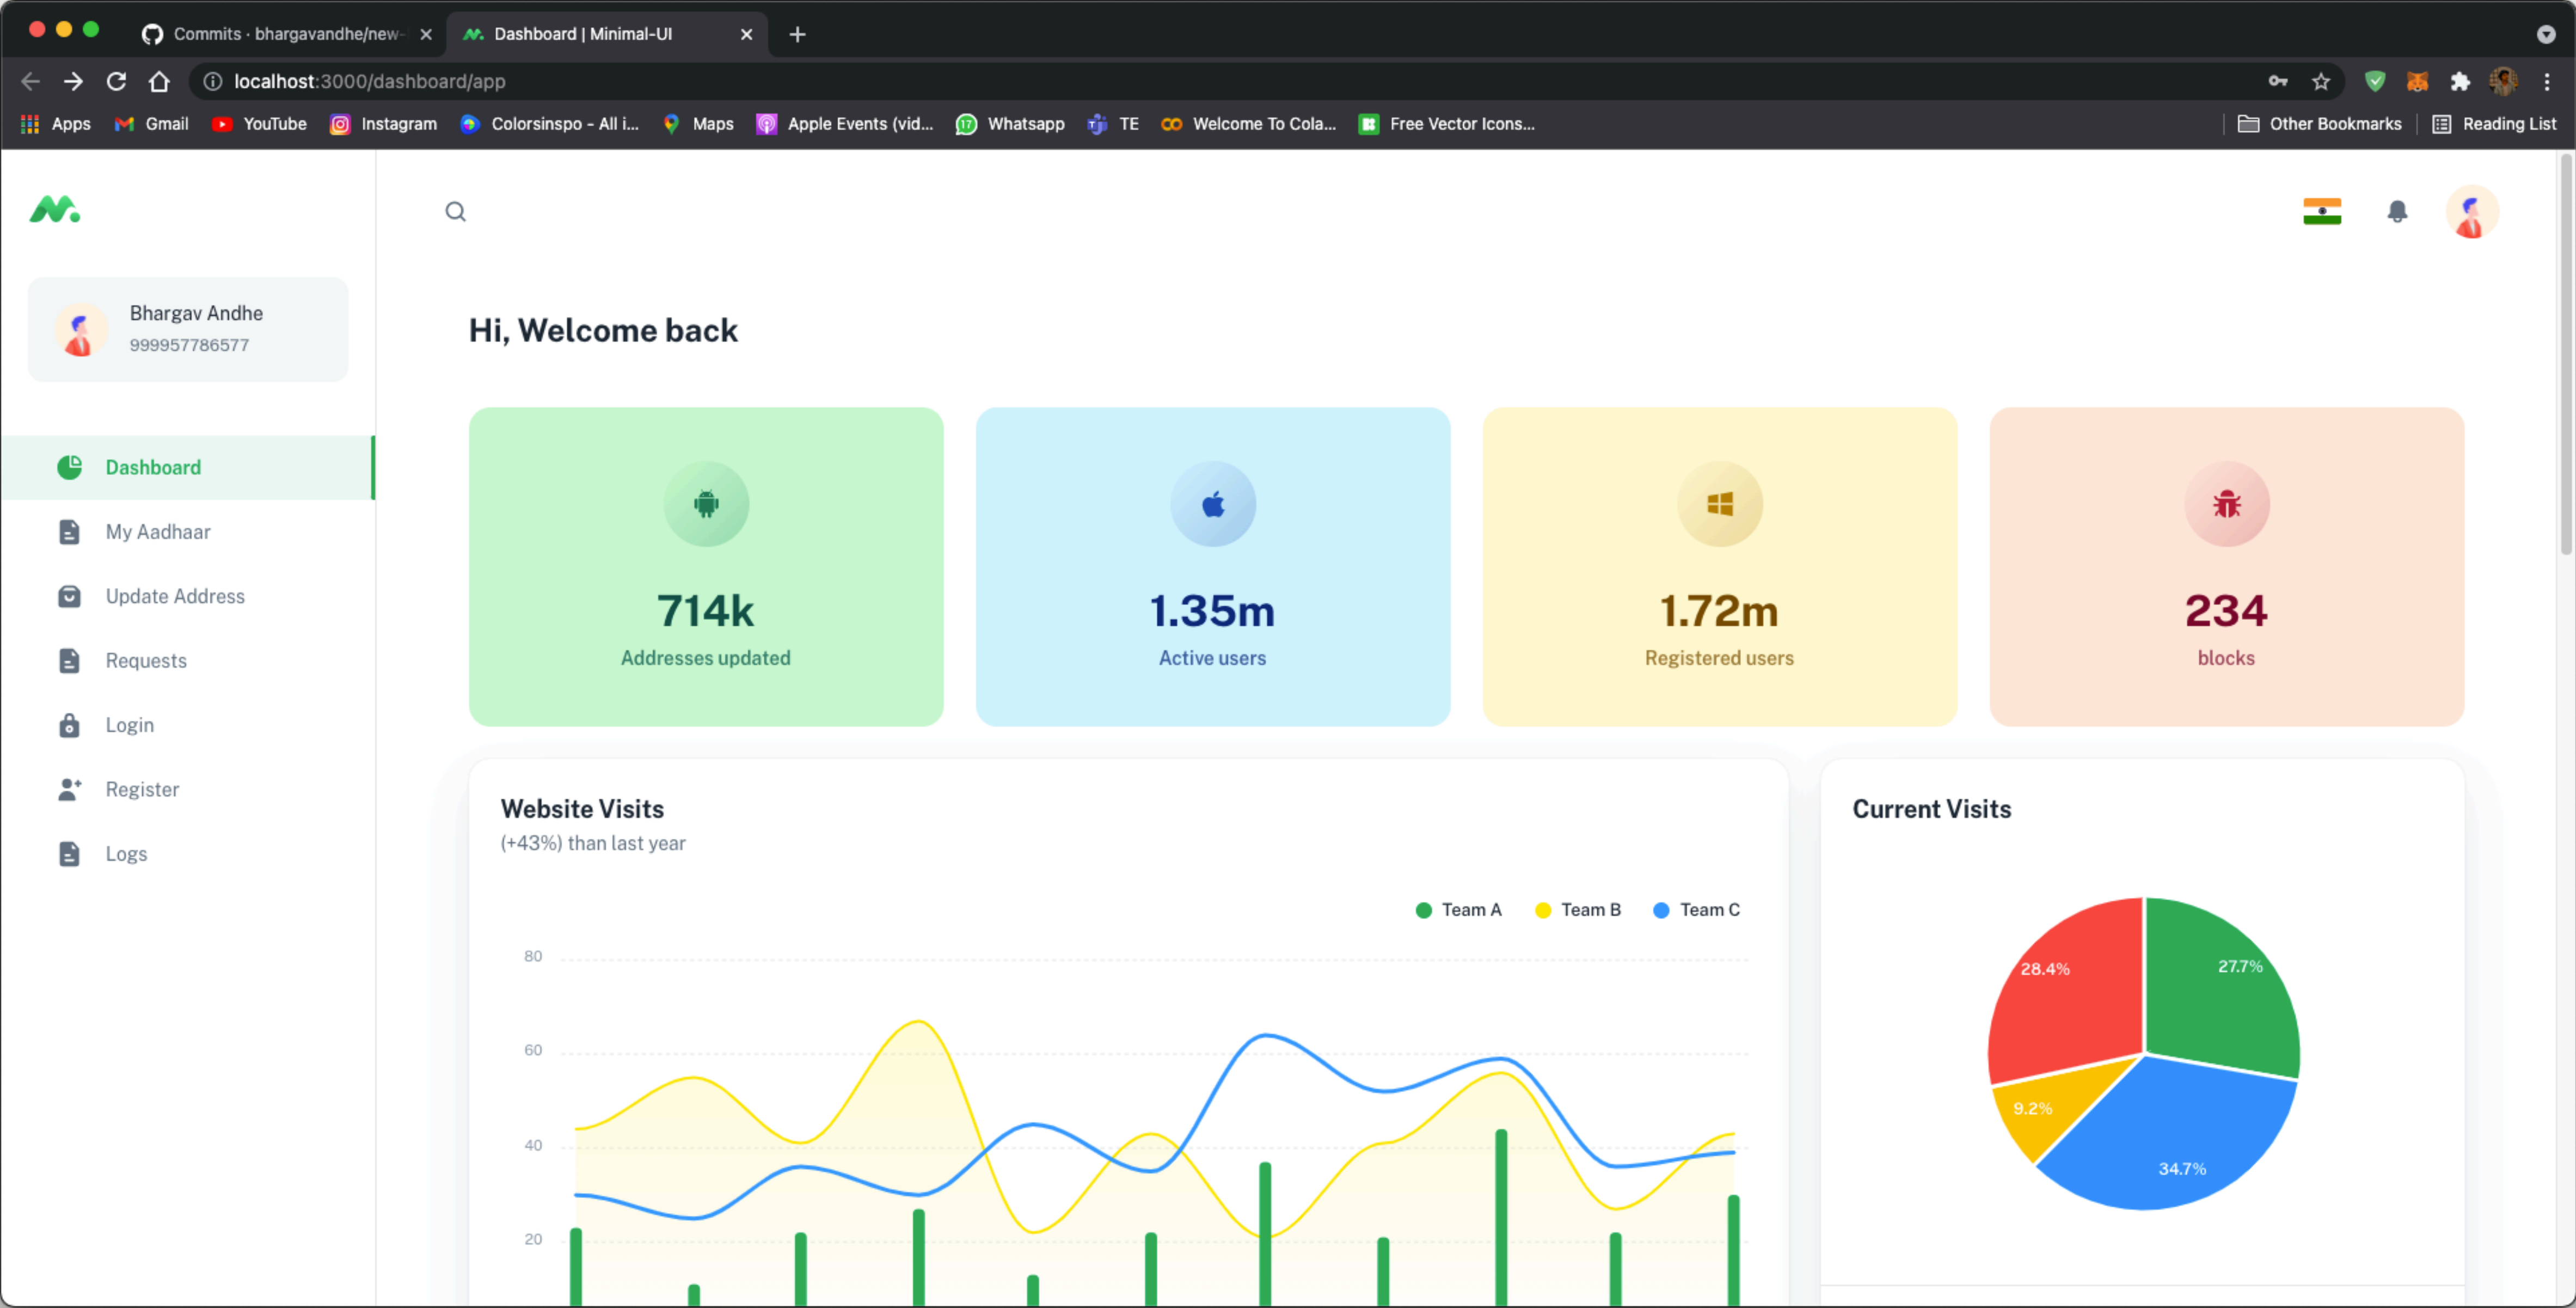 Commits · bhargavandhe/new-
Dashboard | Minimal-UI
localhost:3000/dashboard/app
Apps
Gmail
YouTube
Instagram
Colorsinspo - All i...
Maps
Apple Events (vid...
17
Whatsapp
TE
Welcome To Cola...
Free Vector Icons...
Other Bookmarks
Reading List
Bhargav Andhe
999957786577
Dashboard
My Aadhaar
Update Address
Requests
Login
Register
Logs
Hi, Welcome back
714k
Addresses updated
1.35m
Active users
1.72m
Registered users
234
blocks
Website Visits
(+43%) than last year
Team A
Team B
Team C
80
60
40
20
Current Visits
28.4%
27.7%
9.2%
34.7%